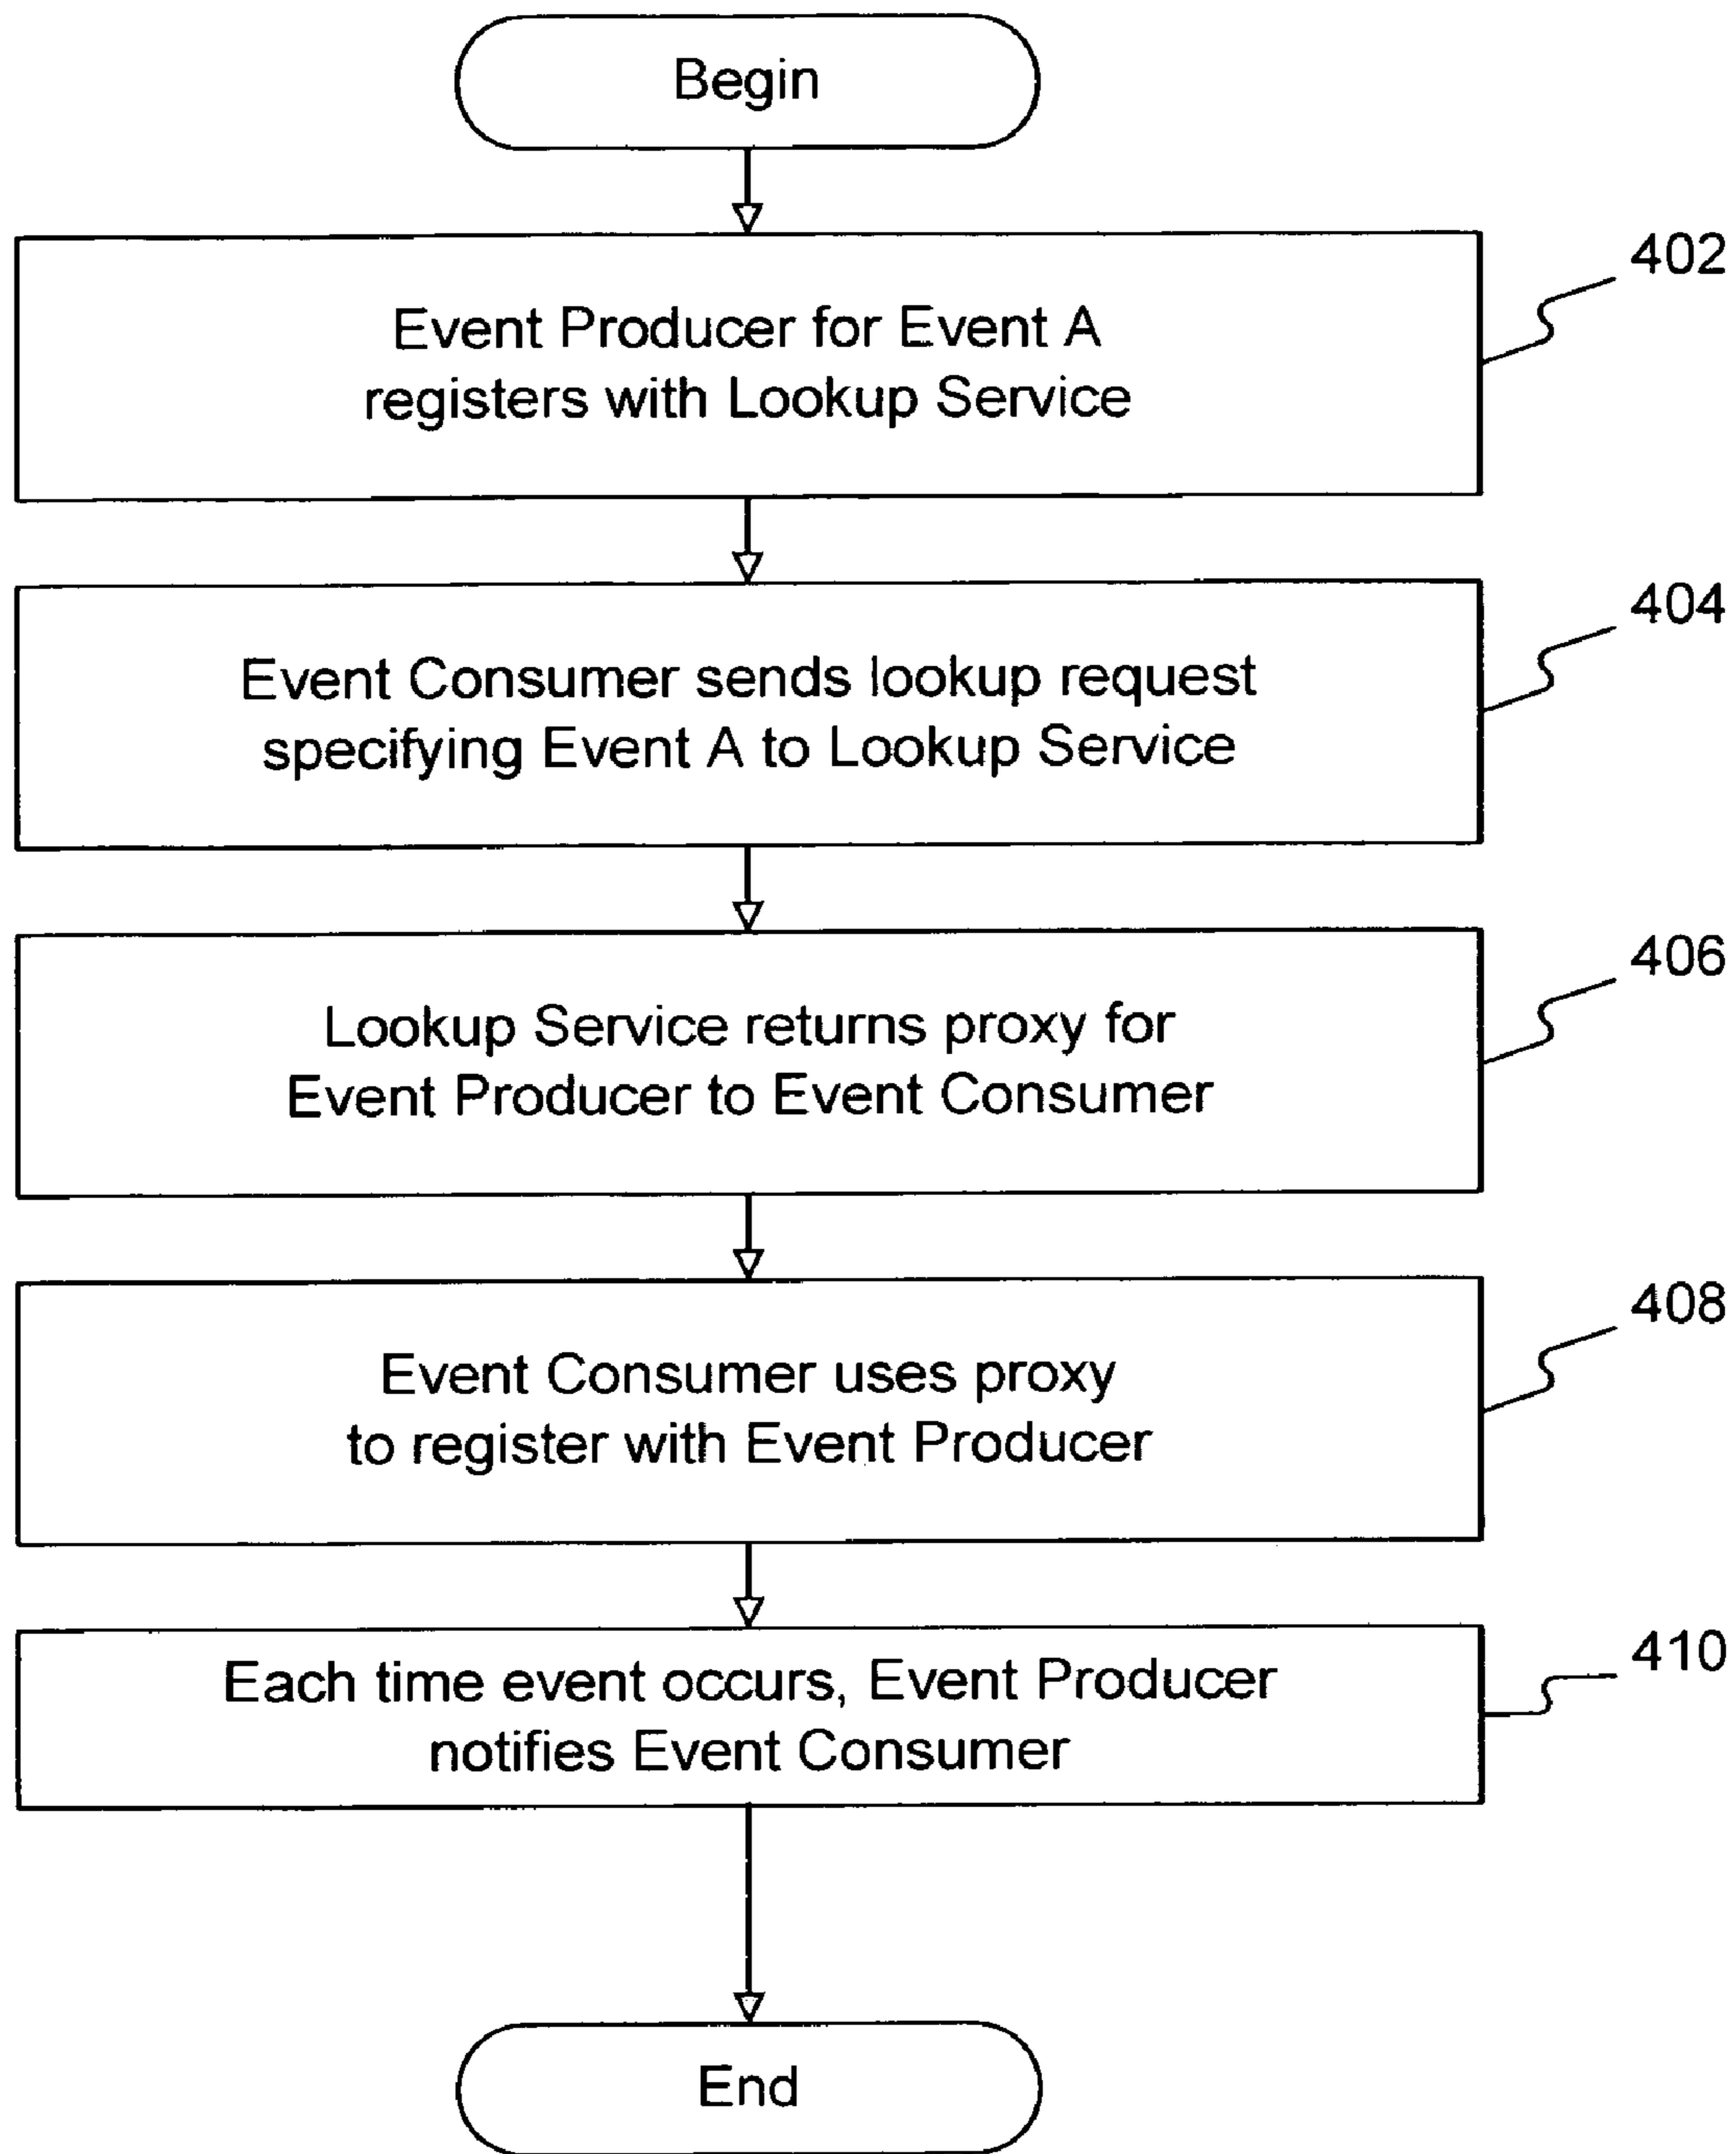 Begin
402
Event Producer for Event A
registers with Lookup Service
404
Event Consumer sends lookup request
specifying Event A to Lookup Service
406
Lookup Service returns proxy for
Event Producer to Event Consumer
408
Event Consumer uses proxy
to register with Event Producer
410
Each time event occurs, Event Producer
notifies Event Consumer
End